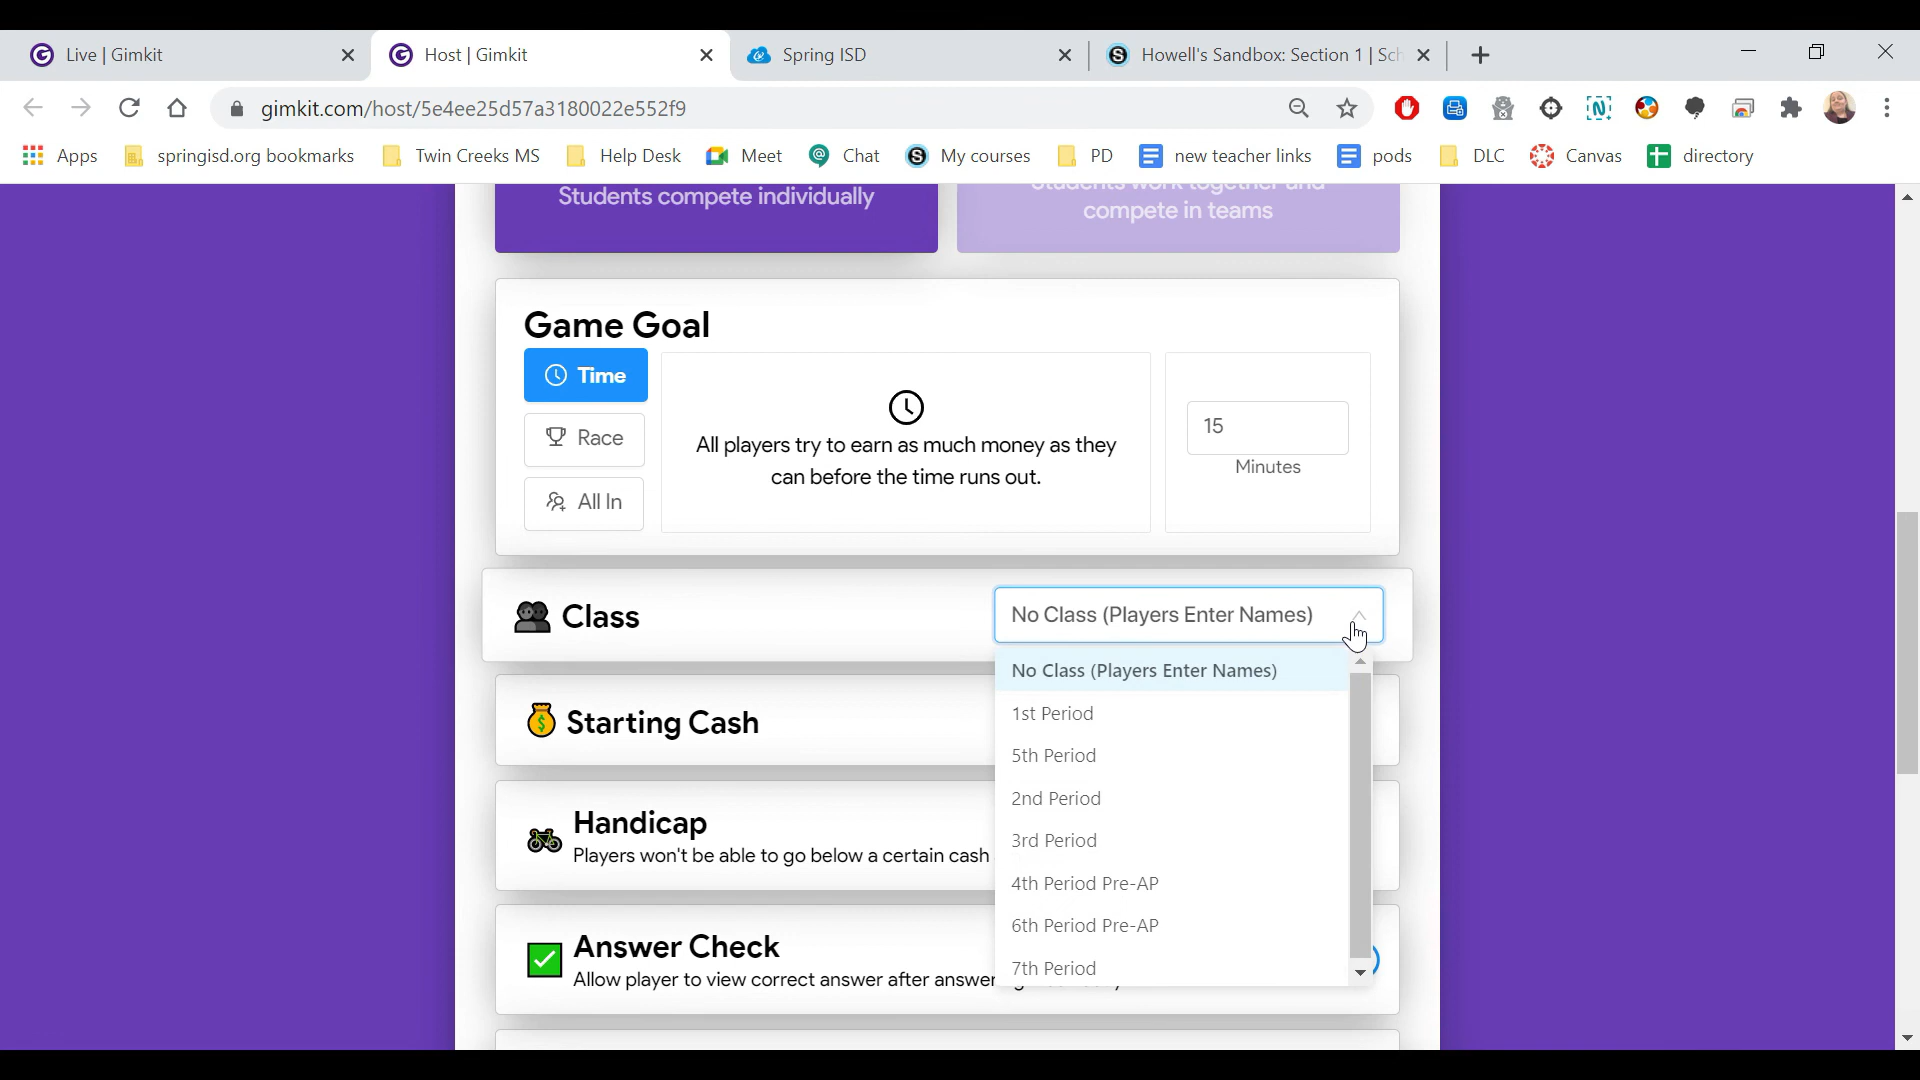 Live | Gimkit
Host | Gimkit
Spring ISD
Howell's Sandbox: Section 1 | Sch
gimkit.com/host/5e4ee25d57a3180022e552f9
Apps
springisd.org bookmarks
Twin Creeks MS
Help Desk
Meet
Chat
My courses
PD
new teacher links
pods
DLC
Canvas
directory
Students compete individually
Students work together and
compete in teams
Game Goal
Time
Race
All In
All players try to earn as much money as they
can before the time runs out.
15
Minutes
Class
No Class (Players Enter Names)
No Class (Players Enter Names)
1st Period
5th Period
2nd Period
3rd Period
4th Period Pre-AP
6th Period Pre-AP
7th Period
Starting Cash
Handicap
Players won't be able to go below a certain cash
Answer Check
Allow player to view correct answer after answer